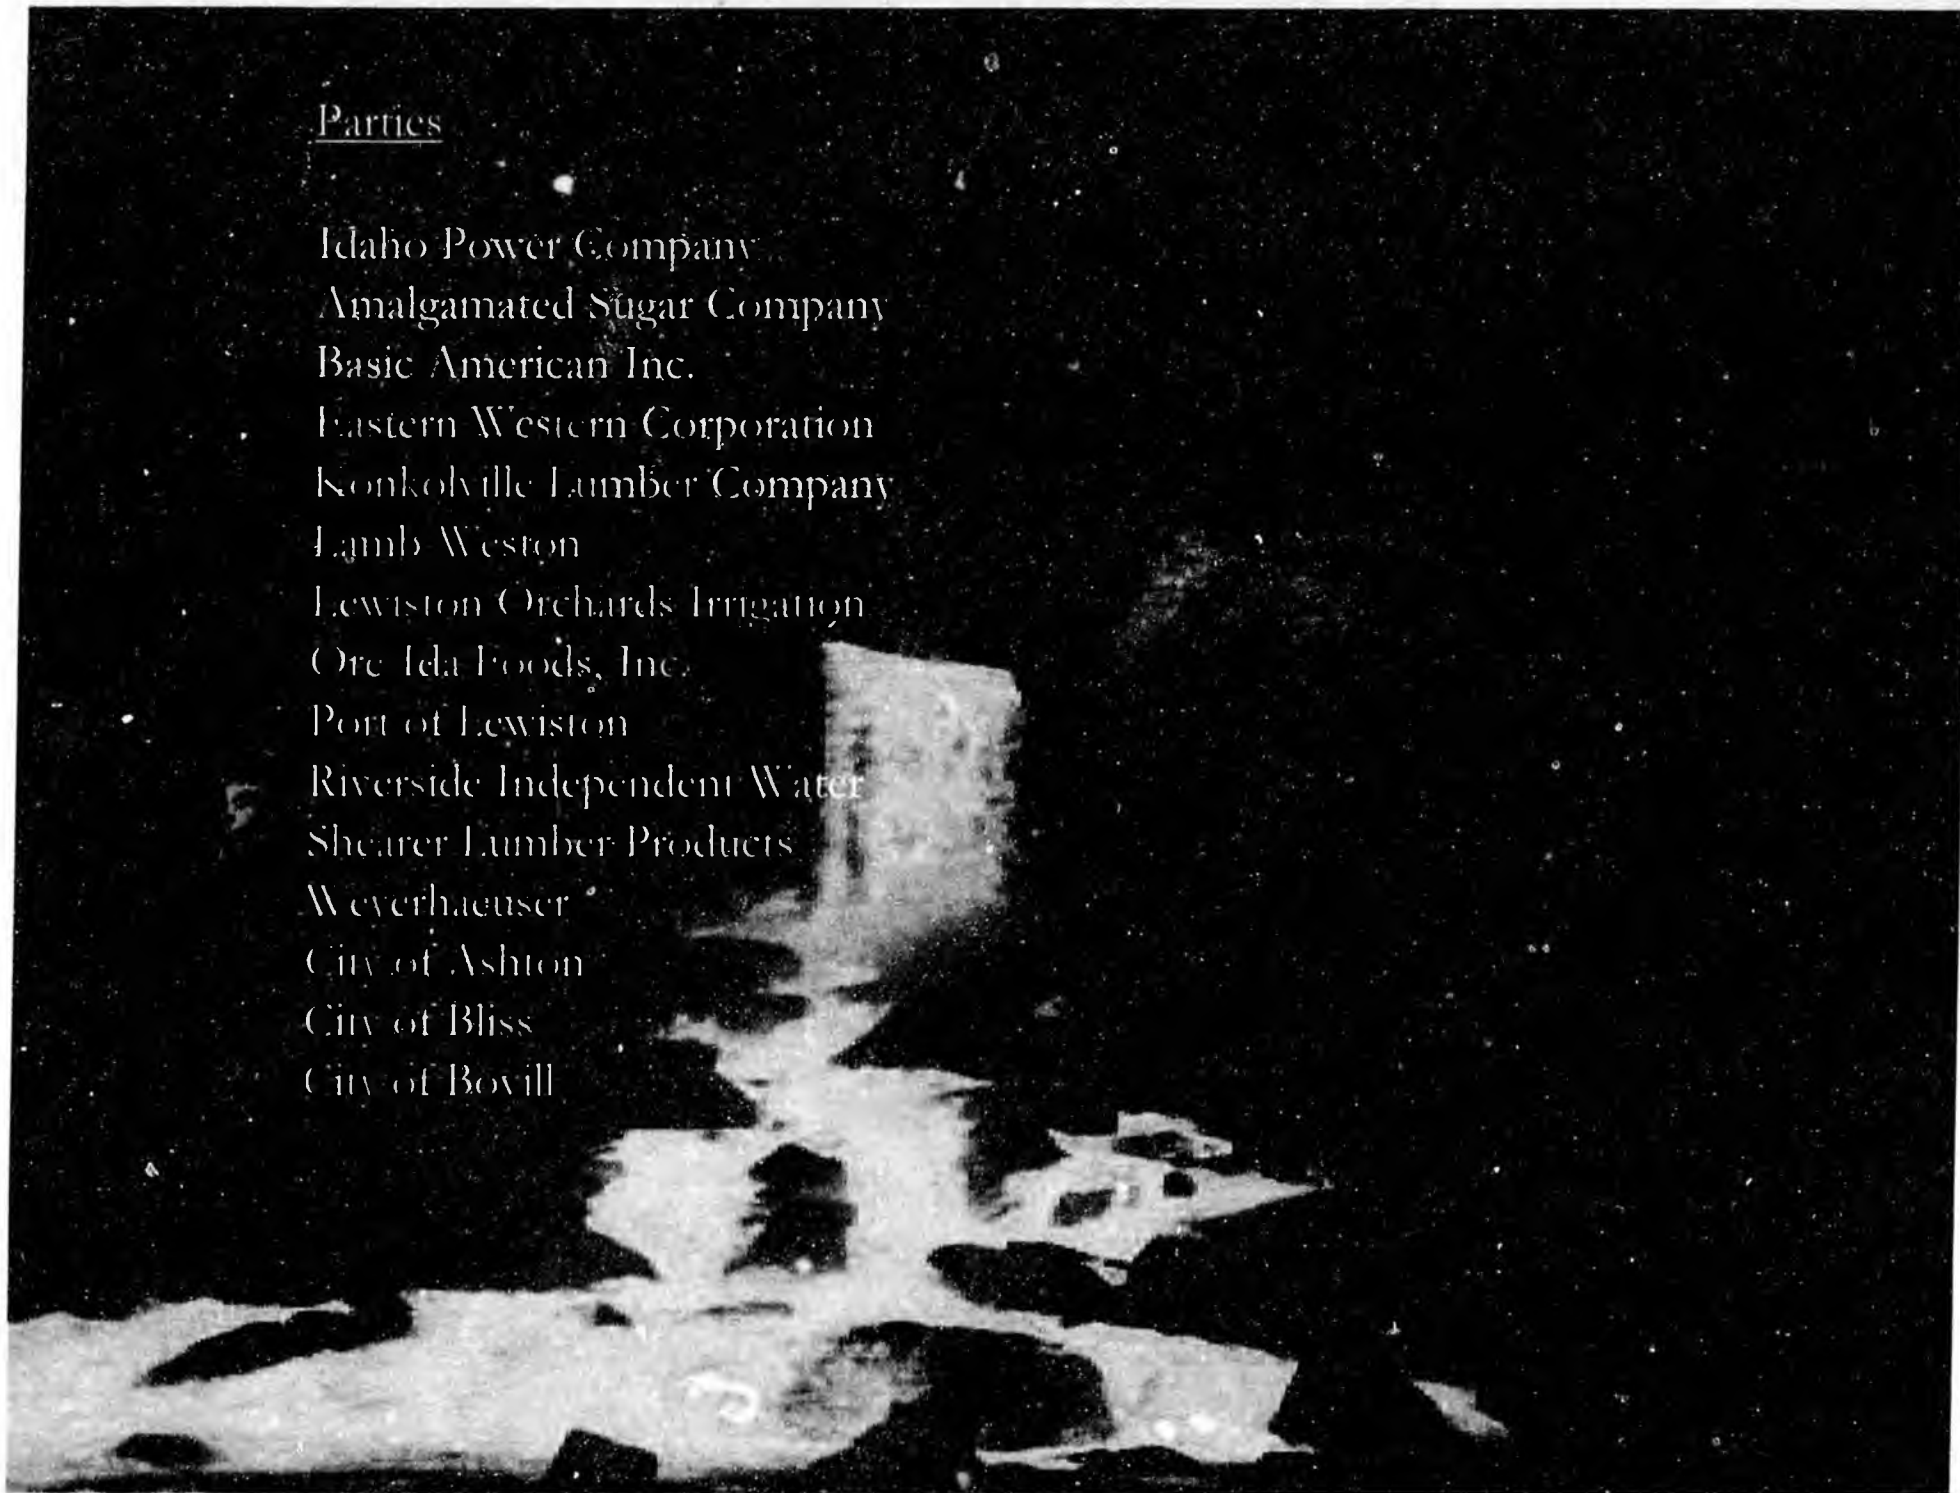 Parties
Idaho Power Company
Amalgamated Sugar Company
Basic American Inc.
Eastern Western Corporation
Konkolville Lumber Company
Lamb Weston
Lewiston Orchards Irrigation
Ore Ida Foods, Inc.
Port of Lewiston
Riverside Independent Water
Shearer Lumber Products
Weyerhaeuser
City of Ashton
City of Bliss
City of Bovill